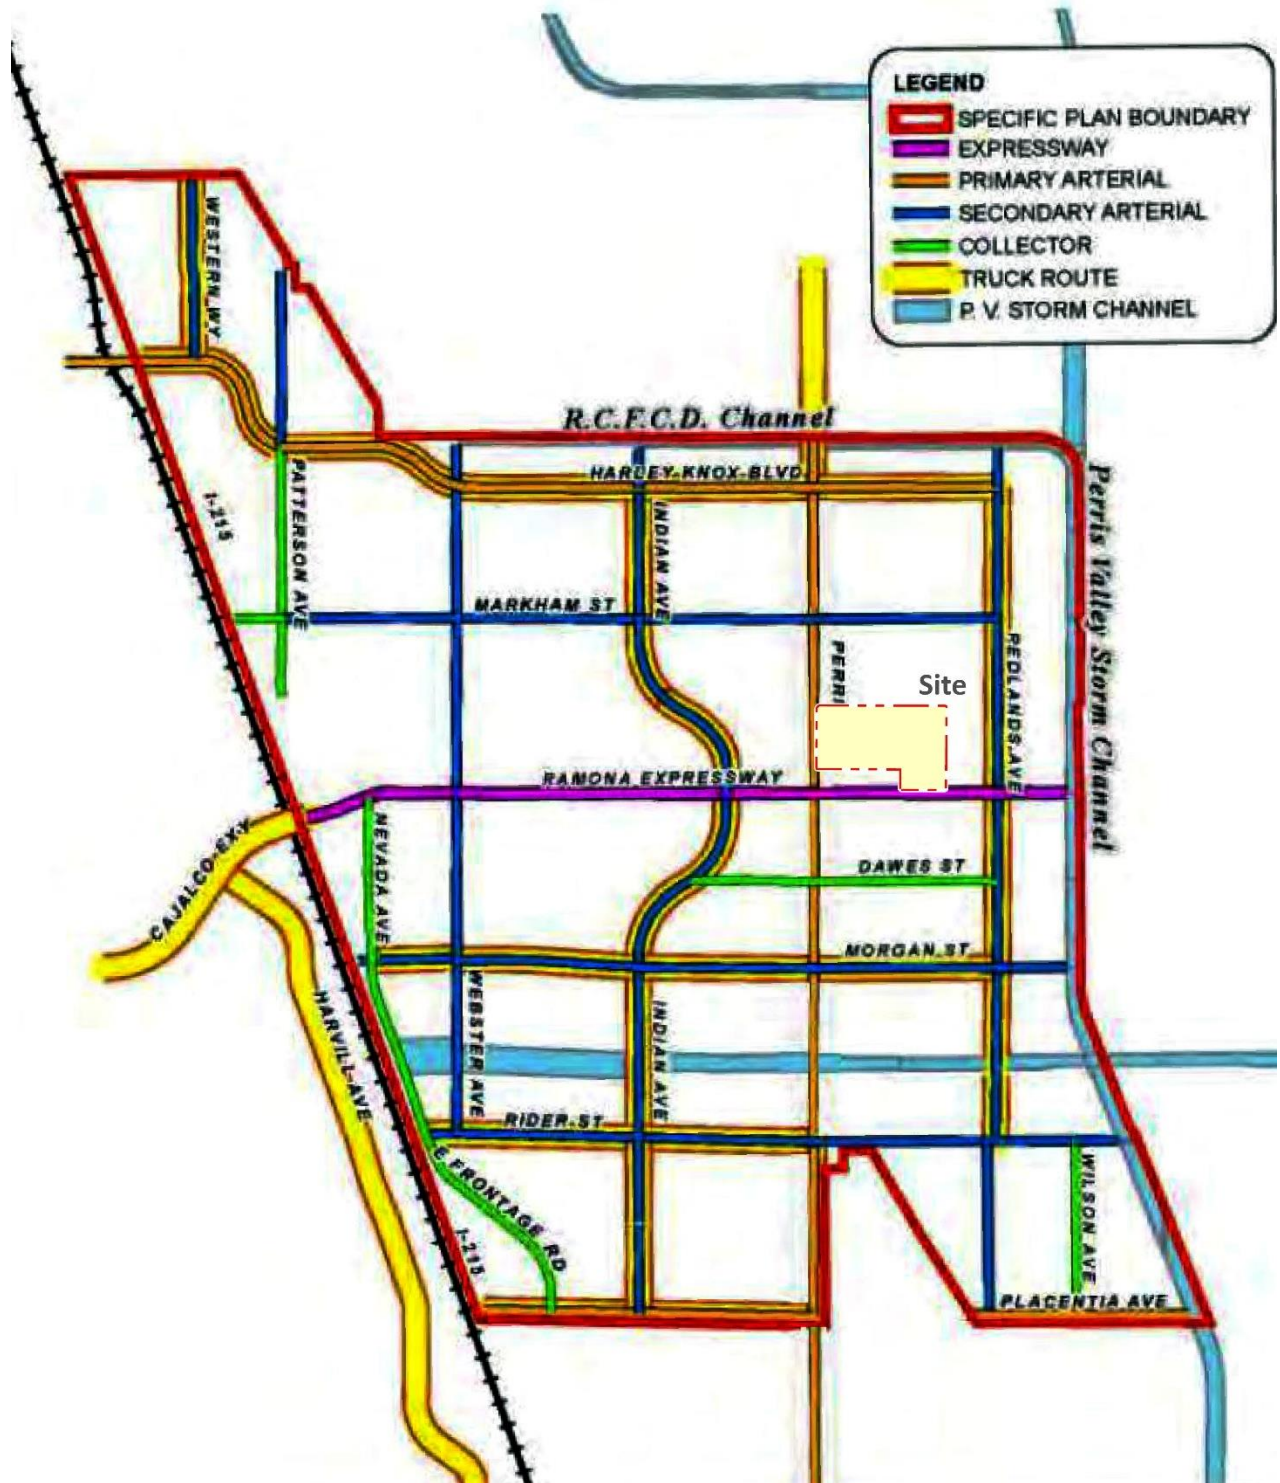 LEGEND
SPECIFIC PLAN BOUNDARY
EXPRESSWAY
PRIMARY ARTERIAL
SECONDARY ARTERIAL
COLLECTOR
TRUCK ROUTE
P. V. STORM CHANNEL
WESTERN WY
R.C.F.C.D. Channel
HARLEY KNOX BLVD
PATTERSON AVE
I-215
INDIAN AVE
Perris Valley Storm Channel
MARKHAM ST
PERRI
REDLANDS AVE
Site
RAMONA EXPRESSWAY
CAJALCO EXY
NEVADA AVE
DAWES ST
MORGAN ST
HARVILL AVE
WEBSTER AVE
INDIAN AVE
RIDER ST
E FRONTAGE RD
WILSON AVE
I-215
PLACENTIA AVE